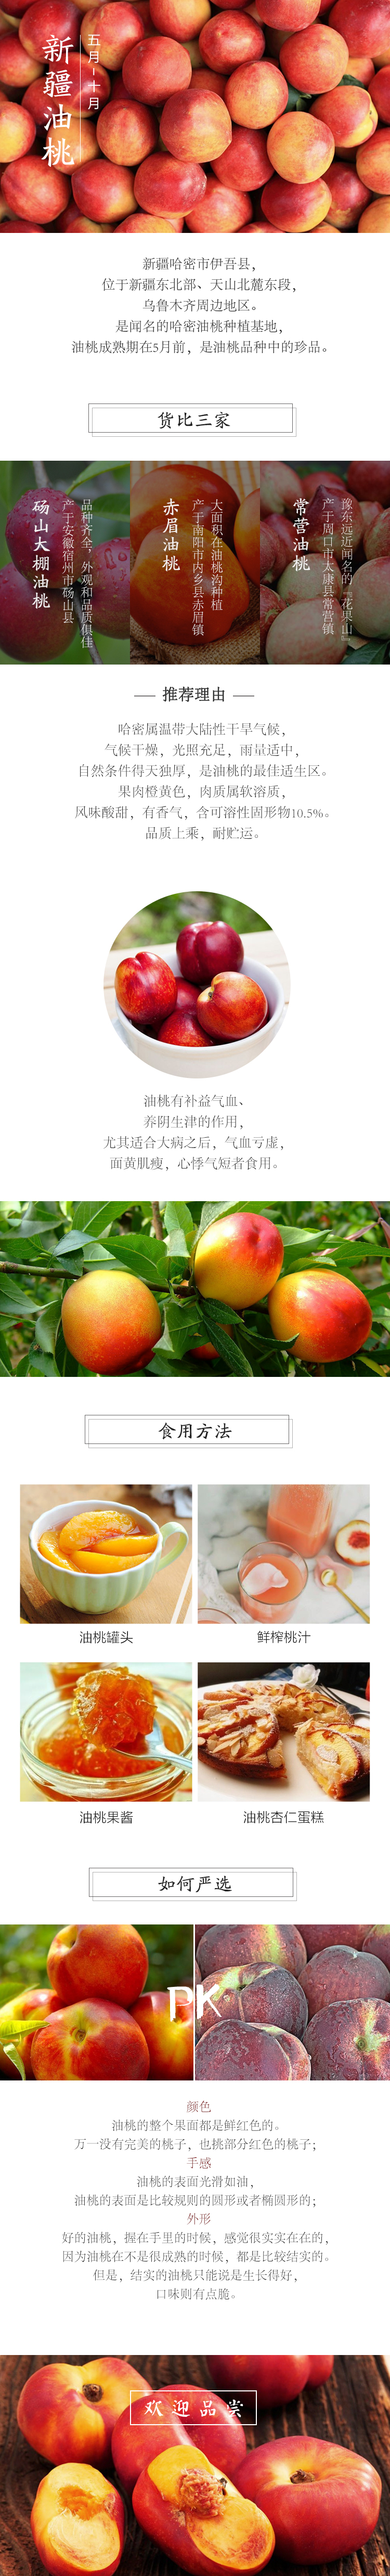 新疆油桃
五月-十月
新疆哈密市伊吾县，
位于新疆东北部、天山北麓东段，
乌鲁木齐周边地区。
是闻名的哈密油桃种植基地，
油桃成熟期在5月前，是油桃品种中的珍品。
货比三家
砀山大棚油桃
产于安徽宿州市砀山县
品种齐全，外观和品质俱佳
赤眉油桃
产于南阳市内乡县赤眉镇
大面积在油桃沟种植
常营油桃
产于周口市太康县常营镇
豫东远近闻名的『花果山』
推荐理由
哈密属温带大陆性干旱气候，
气候干燥，光照充足，雨量适中，
自然条件得天独厚，是油桃的最佳适生区。
果肉橙黄色，肉质属软溶质，
风味酸甜，有香气，含可溶性固形物10.5%。
品质上乘，耐贮运。
油桃有补益气血、
养阴生津的作用，
尤其适合大病之后，气血亏虚，
面黄肌瘦，心悸气短者食用。
食用方法
油桃罐头
鲜榨桃汁
油桃果酱
油桃杏仁蛋糕
如何严选
PK
颜色
油桃的整个果面都是鲜红色的。
万一没有完美的桃子，也挑部分红色的桃子；
手感
油桃的表面光滑如油，
油桃的表面是比较规则的圆形或者椭圆形的；
外形
好的油桃，握在手里的时候，感觉很实实在在的，
因为油桃在不是很成熟的时候，都是比较结实的。
但是，结实的油桃只能说是生长得好，
口味则有点脆。
欢迎品尝